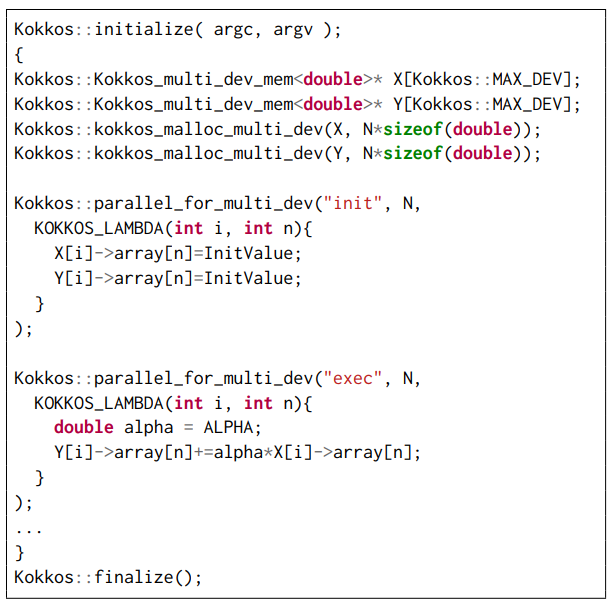 Kokkos::initialize( argc, argv );
{
Kokkos::Kokkos_multi_dev_mem<double>* X[Kokkos::MAX_DEV];
Kokkos::Kokkos_multi_dev_mem<double>* Y[Kokkos::MAX_DEV];
Kokkos::kokkos_malloc_multi_dev(X, N*sizeof(double));
Kokkos::kokkos_malloc_multi_dev(Y, N*sizeof(double));

Kokkos::parallel_for_multi_dev("init", N,
  KOKKOS_LAMBDA(int i, int n){
    X[i]->array[n]=InitValue;
    Y[i]->array[n]=InitValue;
  }
);

Kokkos::parallel_for_multi_dev("exec", N,
  KOKKOS_LAMBDA(int i, int n){
    double alpha = ALPHA;
    Y[i]->array[n]+=alpha*X[i]->array[n];
  }
);
...
}
Kokkos::finalize();